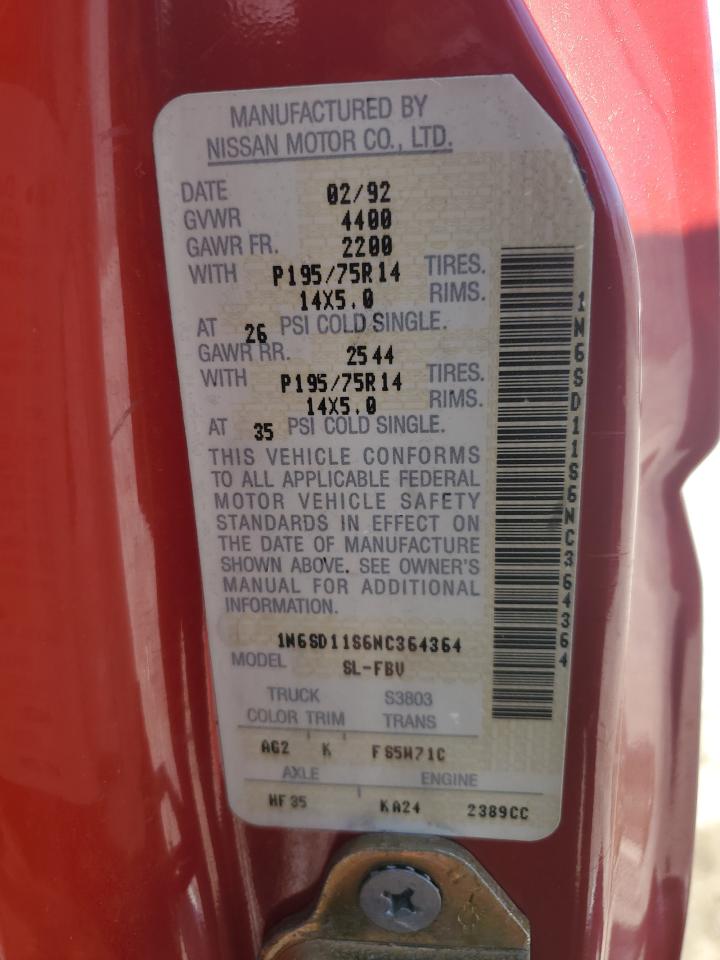 MANUFACTURED BY
NISSAN MOTOR CO., LTD.
DATE 02/92
GVWR 4400
GAWR FR. 2200
WITH P195/75R14 TIRES.
14X5.0 RIMS.
AT 26 PSI COLD SINGLE.
GAWR RR. 2544
WITH P195/75R14 TIRES.
14X5.0 RIMS.
AT 35 PSI COLD SINGLE.
THIS VEHICLE CONFORMS
TO ALL APPLICABLE FEDERAL
MOTOR VEHICLE SAFETY
STANDARDS IN EFFECT ON
THE DATE OF MANUFACTURE
SHOWN ABOVE. SEE OWNER'S
MANUAL FOR ADDITIONAL
INFORMATION.
1N6SD11S6NC364364
MODEL SL-FBV
TRUCK S3803
COLOR TRIM TRANS
AG2 K FS5W71C
AXLE ENGINE
HF35 KA24 2389CC
1N6SD11S6NC364364